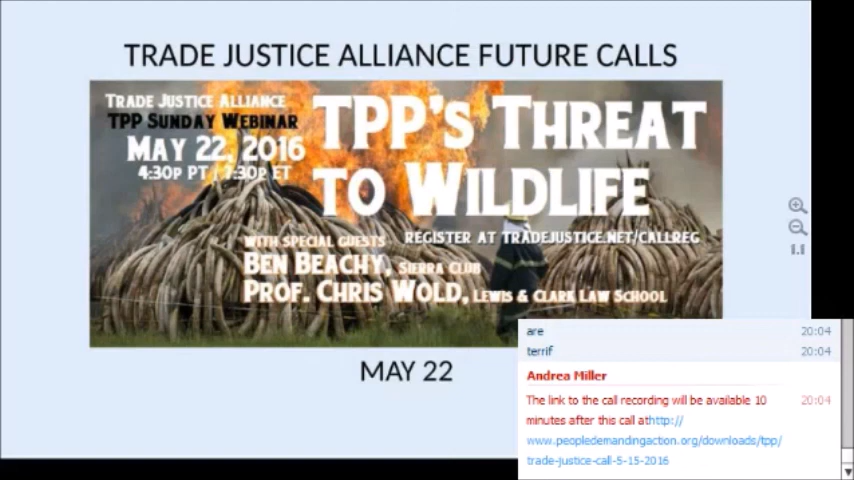 TRADE JUSTICE ALLIANCE FUTURE CALLS
TRADE JUSTICE ALLIANCE
TPP SUNDAY WEBINAR
MAY 22, 2016
4:30P PT | 7:30P ET
TPP'S THREAT
TO WILDLIFE
WITH SPECIAL GUESTS
REGISTER AT TRADEJUSTICE.NET/CALLREG
BEN BEACHY, SIERRA CLUB
PROF. CHRIS WOLD, LEWIS & CLARK LAW SCHOOL
MAY 22
1:1
are 20:04
terrif 20:04
Andrea Miller
The link to the call recording will be available 10 20:04
minutes after this call athttp://
www.peopledemandingaction.org/downloads/tpp/
trade-justice-call-5-15-2016